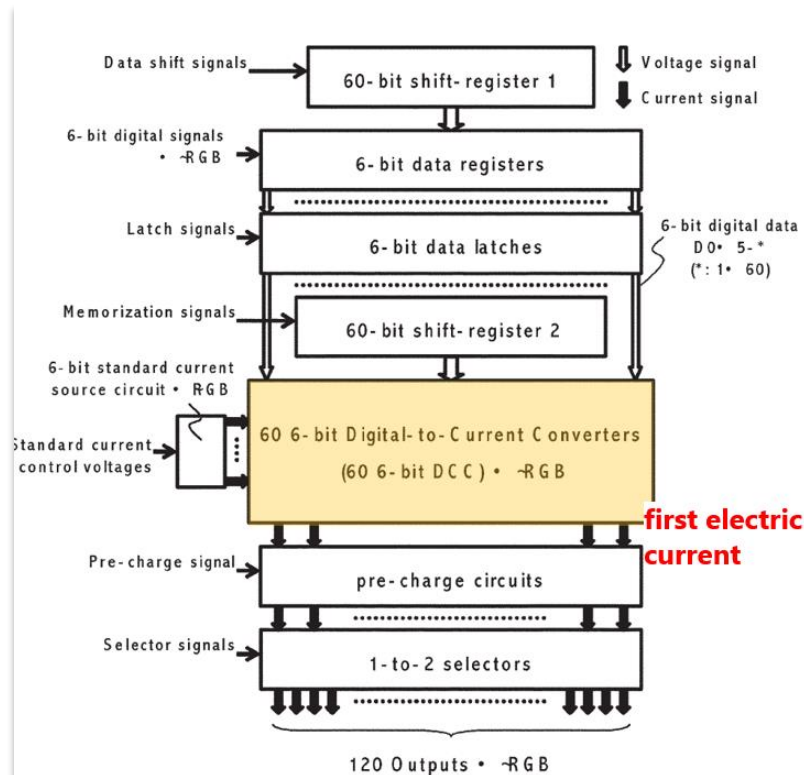 Data shift signals
60-bit shift-register 1
Voltage signal
Current signal
6-bit digital signals
• ¬RGB
6-bit data registers
Latch signals
6-bit data latches
6-bit digital data
D0• 5-*
(*: 1• 60)
Memorization signals
60-bit shift-register 2
6-bit standard current
source circuit • RGB
Standard current
control voltages
60 6-bit Digital-to-Current Converters
(60 6-bit DCC) • ¬RGB
first electric
current
Pre-charge signal
pre-charge circuits
Selector signals
1-to-2 selectors
120 Outputs • ¬RGB